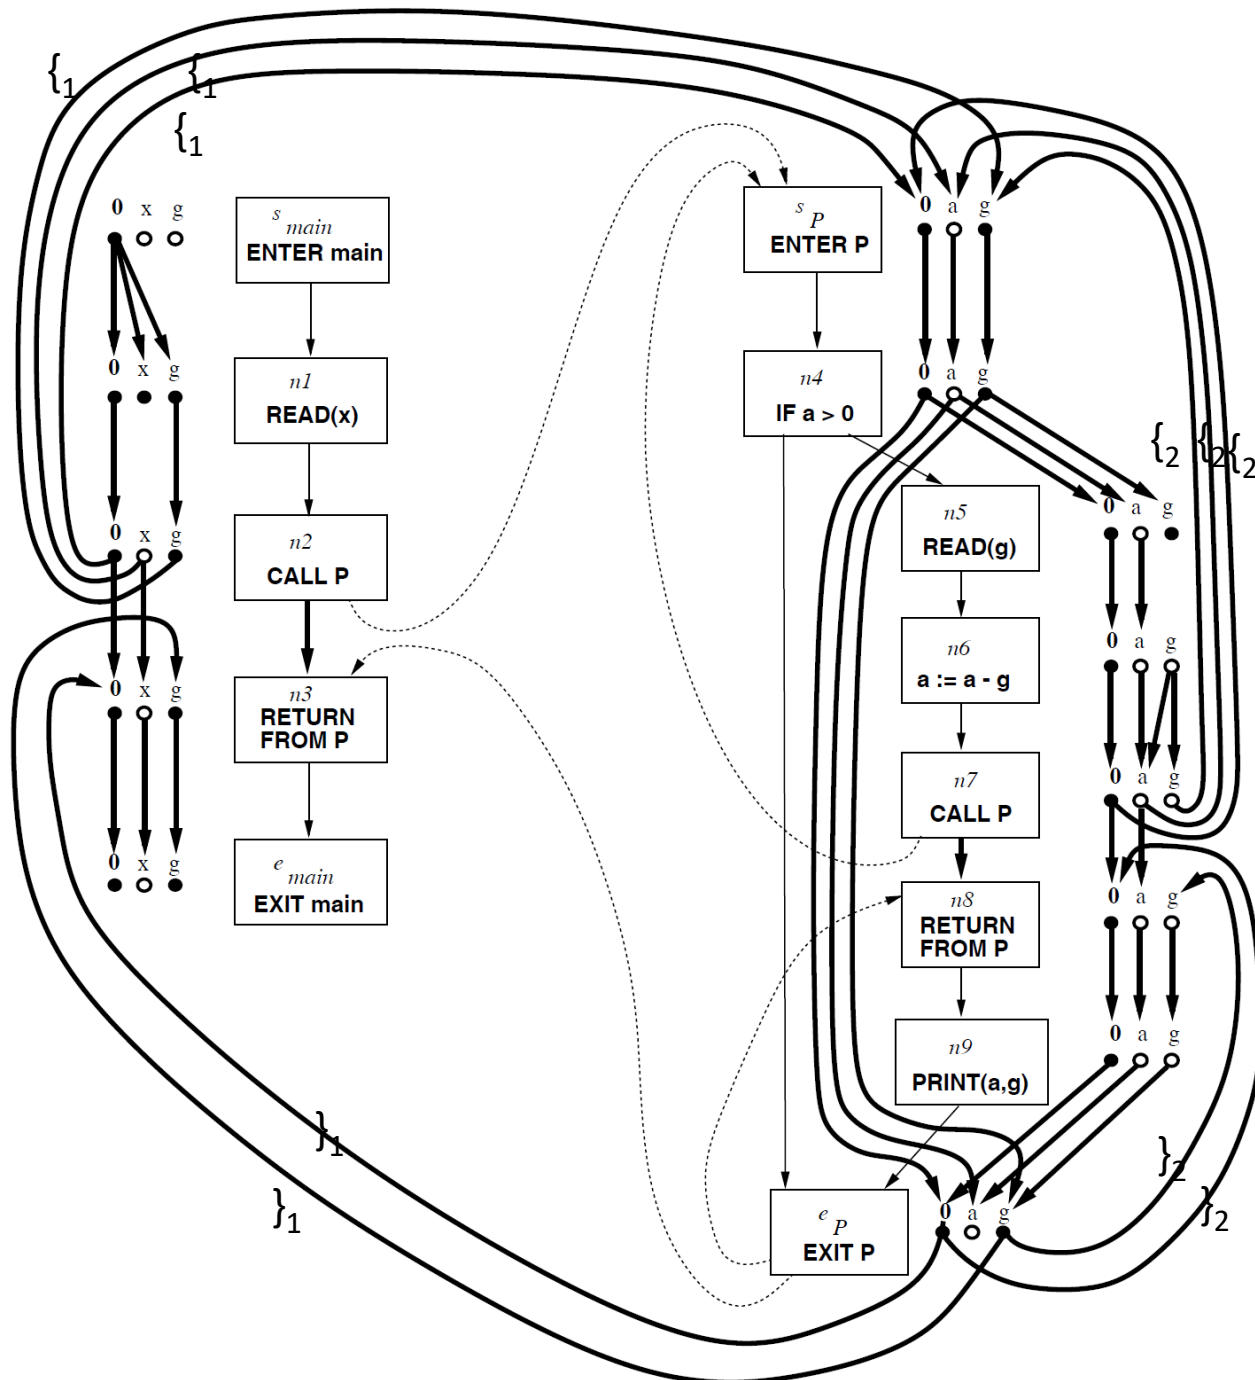 {1
{1
{1
0 x g
s main
ENTER main
s P
ENTER P
0 a g
0 x g
n1
READ(x)
n4
IF a > 0
0 a g
{2 {2 {2
0 x g
n2
CALL P
n5
READ(g)
0 a g
n6
a := a - g
0 a g
0 x g
n3
RETURN
FROM P
n7
CALL P
0 a g
0 x g
e main
EXIT main
n8
RETURN
FROM P
0 a g
n9
PRINT(a,g)
0 a g
}1
}1
}2
}2
e P
EXIT P
0 a g